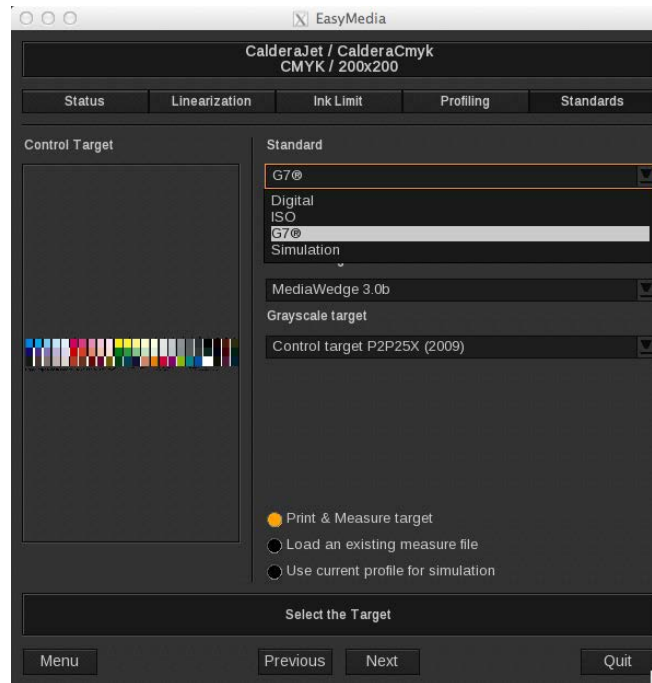 EasyMedia
CalderaJet / CalderaCmyk
CMYK / 200x200
Status Linearization Ink Limit Profiling Standards
Control Target
Standard
G7®
Digital
ISO
G7®
Simulation
MediaWedge 3.0b
Grayscale target
Control target P2P25X (2009)
Print & Measure target
Load an existing measure file
Use current profile for simulation
Select the Target
Menu Previous Next Quit